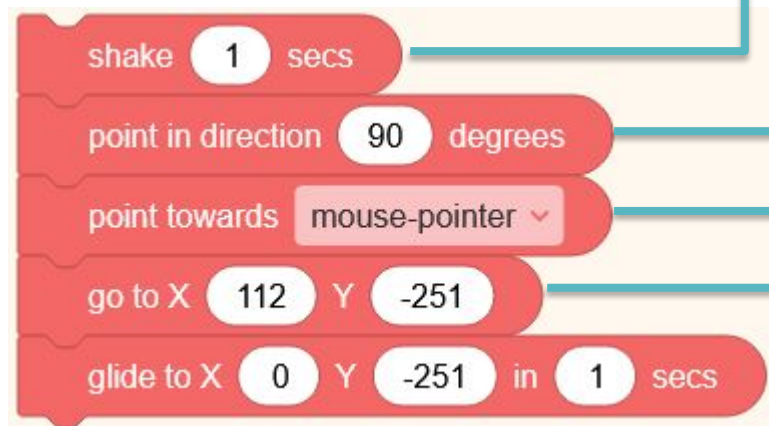 shake 1 secs
point in direction 90 degrees
point towards mouse-pointer
go to X 112 Y -251
glide to X 0 Y -251 in 1 secs